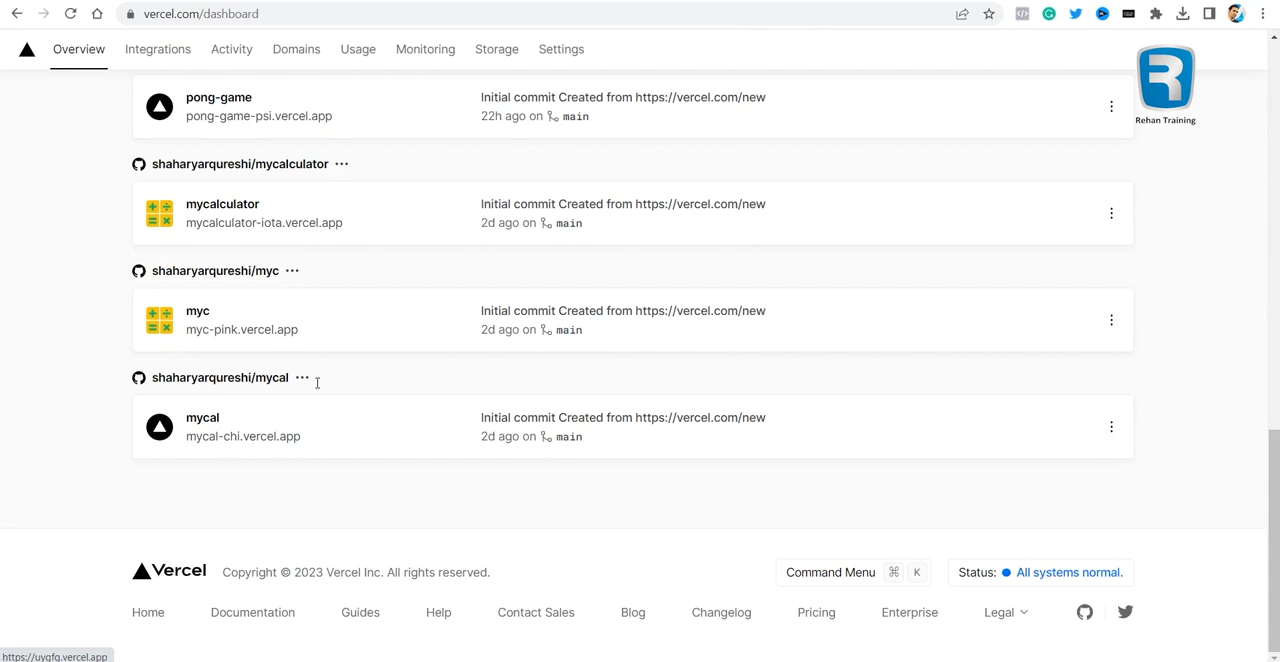 vercel.com/dashboard
Overview Integrations Activity Domains Usage Monitoring Storage Settings
Rehan Training
pong-game
pong-game-psi.vercel.app
Initial commit Created from https://vercel.com/new
22h ago on main
shaharyarqureshi/mycalculator ···
mycalculator
mycalculator-iota.vercel.app
Initial commit Created from https://vercel.com/new
2d ago on main
shaharyarqureshi/myc ···
myc
myc-pink.vercel.app
Initial commit Created from https://vercel.com/new
2d ago on main
shaharyarqureshi/mycal ···
mycal
mycal-chi.vercel.app
Initial commit Created from https://vercel.com/new
2d ago on main
Vercel Copyright © 2023 Vercel Inc. All rights reserved.
Command Menu ⌘ K
Status: All systems normal.
Home Documentation Guides Help Contact Sales Blog Changelog Pricing Enterprise Legal
https://uygfg.vercel.app